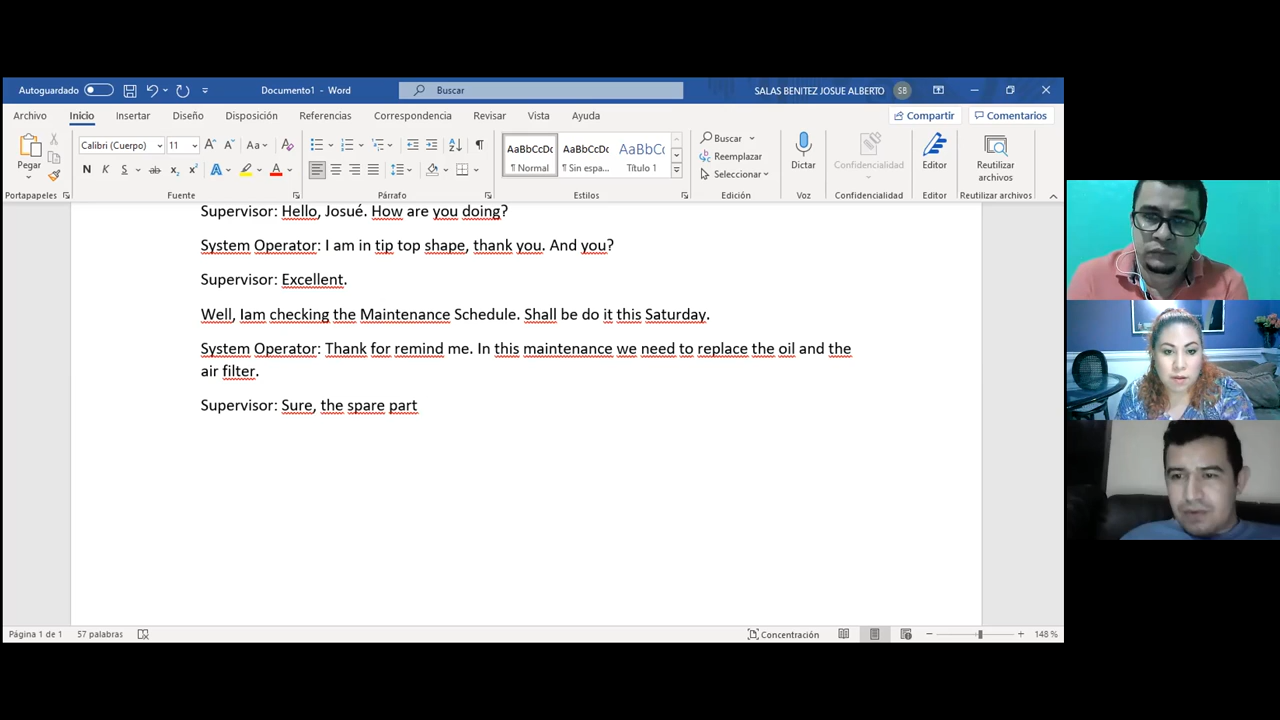 Autoguardado
Documento1 - Word
Buscar
SALAS BENITEZ JOSUE ALBERTO
SB
Archivo Inicio Insertar Diseño Disposición Referencias Correspondencia Revisar Vista Ayuda
Compartir
Comentarios
Pegar
Calibri (Cuerpo)
11
A A Aa
N K S ab x₂ x² A A
AaBbCcDc AaBbCcDc AaBbC
¶ Normal ¶ Sin espa... Título 1
Buscar
Reemplazar
Seleccionar
Dictar
Confidencialidad
Editor
Reutilizar archivos
Portapapeles Fuente Párrafo Estilos Edición Voz Confidencialidad Editor Reutilizar archivos
Supervisor: Hello, Josué. How are you doing?
System Operator: I am in tip top shape, thank you. And you?
Supervisor: Excellent.
Well, Iam checking the Maintenance Schedule. Shall be do it this Saturday.
System Operator: Thank for remind me. In this maintenance we need to replace the oil and the
air filter.
Supervisor: Sure, the spare part
Página 1 de 1
57 palabras
Concentración
148 %